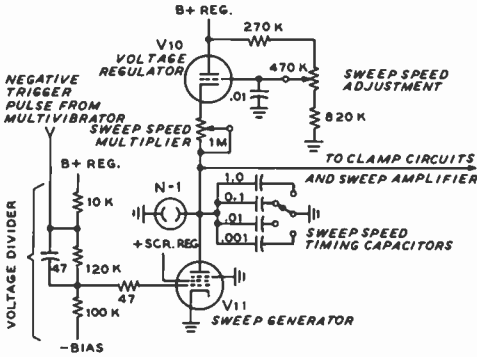 B+ REG.
270 K
V10
VOLTAGE
REGULATOR
470 K
SWEEP SPEED
ADJUSTMENT
.01
820 K
NEGATIVE
TRIGGER
PULSE FROM
MULTIVIBRATOR
SWEEP SPEED
MULTIPLIER
1M
B+ REG.
TO CLAMP CIRCUITS
AND SWEEP AMPLIFIER
N-1
1.0
0.1
.01
.001
SWEEP SPEED
TIMING CAPACITORS
10 K
+SCR. REG.
VOLTAGE DIVIDER
47
120 K
47
100 K
V11
SWEEP GENERATOR
-BIAS